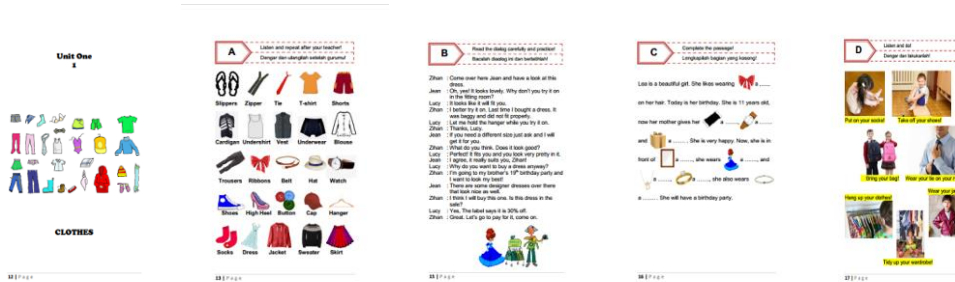 Unit One
1
CLOTHES
12 | Page
A
Listen and repeat after your teacher!
Dengar dan ulangilah setelah gurumu!
Slippers Zipper Tie T-shirt Shorts
Cardigan Undershirt Vest Underwear Blouse
Trousers Ribbons Belt Hat Watch
Shoes High Heel Button Cap Hanger
Socks Dress Jacket Sweater Skirt
13 | Page
B
Read the dialog carefully and practice!
Bacalah dialog ini dan berlatihlah!
Zihan : Come over here Jean and have a look at this
dress.
Jean : Oh, yes! It looks lovely. Why don't you try it on
in the fitting room?
Lucy : It looks like it will fit you.
Zihan : I better try it on. Last time I bought a dress. It
was baggy and did not fit properly.
Lucy : Let me hold the hanger while you try it on.
Zihan : Thanks, Lucy.
Jean : If you need a different size just ask and I will
get it for you.
Zihan : What do you think. Does it look good?
Lucy : Perfect! It fits you and you look very pretty in it.
Jean : I agree, it really suits you, Zihan!
Lucy : Why do you want to buy a dress anyway?
Zihan : I'm going to my brother's 19th birthday party and
I want to look my best!
Jean : There are some designer dresses over there
that look nice as well.
Zihan : I think I will buy this one. Is this dress in the
sale?
Lucy : Yes. The label says it is 30% off.
Zihan : Great. Let's go to pay for it, come on.
15 | Page
C
Complete the passage!
Lengkapilah bagian yang kosong!
Lea is a beautiful girl. She likes wearing a .....
on her hair. Today is her birthday. She is 11 years old,
now her mother gives her a ..... a .....
and a ..... She is very happy. Now, she is in
front of a ....., she wears a ..... and
a ..... a ....., she also wears
a ...... She will have a birthday party.
16 | Page
D
Listen and do!
Dengar dan lakukanlah!
Put on your socks! Take off your shoes!
Bring your bag! Wear your tie on your
Hang up your clothes! Wear your
Tidy up your wardrobe!
17 | Page